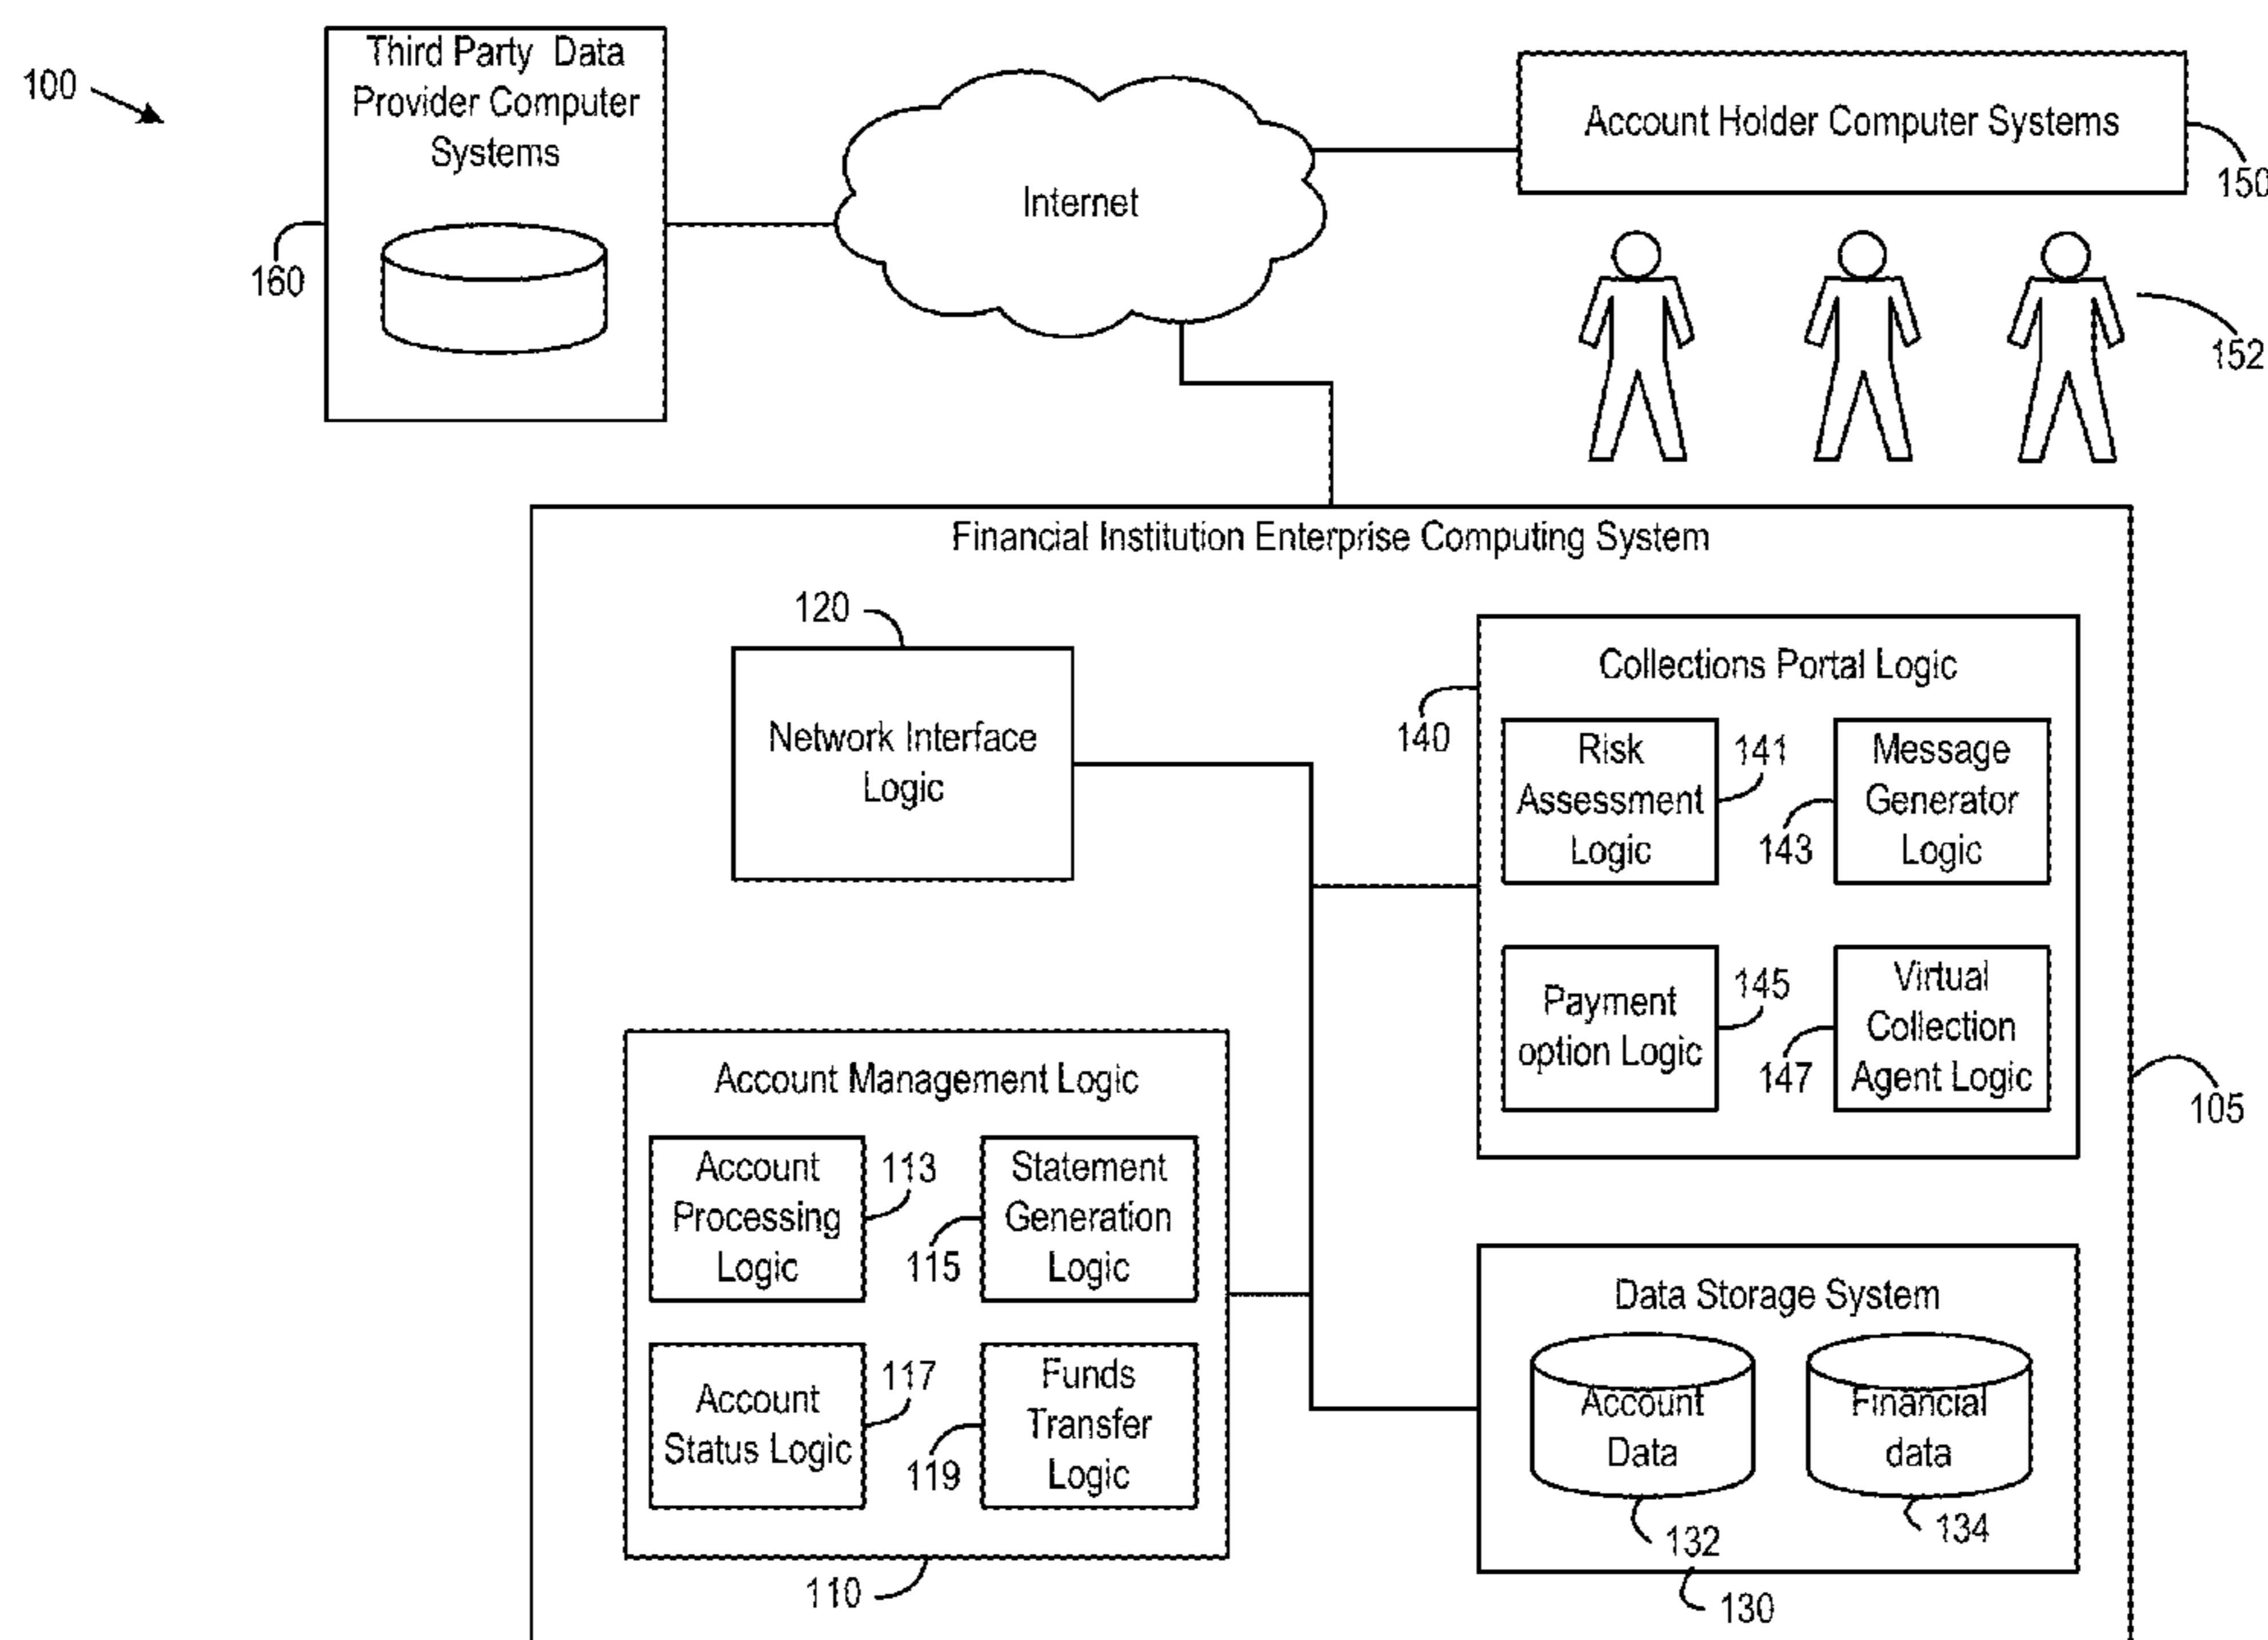 100
Third Party Data
Provider Computer
Systems
160
Internet
Account Holder Computer Systems
150
152
Financial Institution Enterprise Computing System
120
Network Interface
Logic
Collections Portal Logic
140
Risk
Assessment
Logic
141
Message
Generator
Logic
143
Payment
option Logic
145
Virtual
Collection
Agent Logic
147
105
Account Management Logic
Account
Processing
Logic
113
Statement
Generation
Logic
115
Account
Status Logic
117
Funds
Transfer
Logic
119
110
Data Storage System
Account
Data
Financial
data
132
134
130